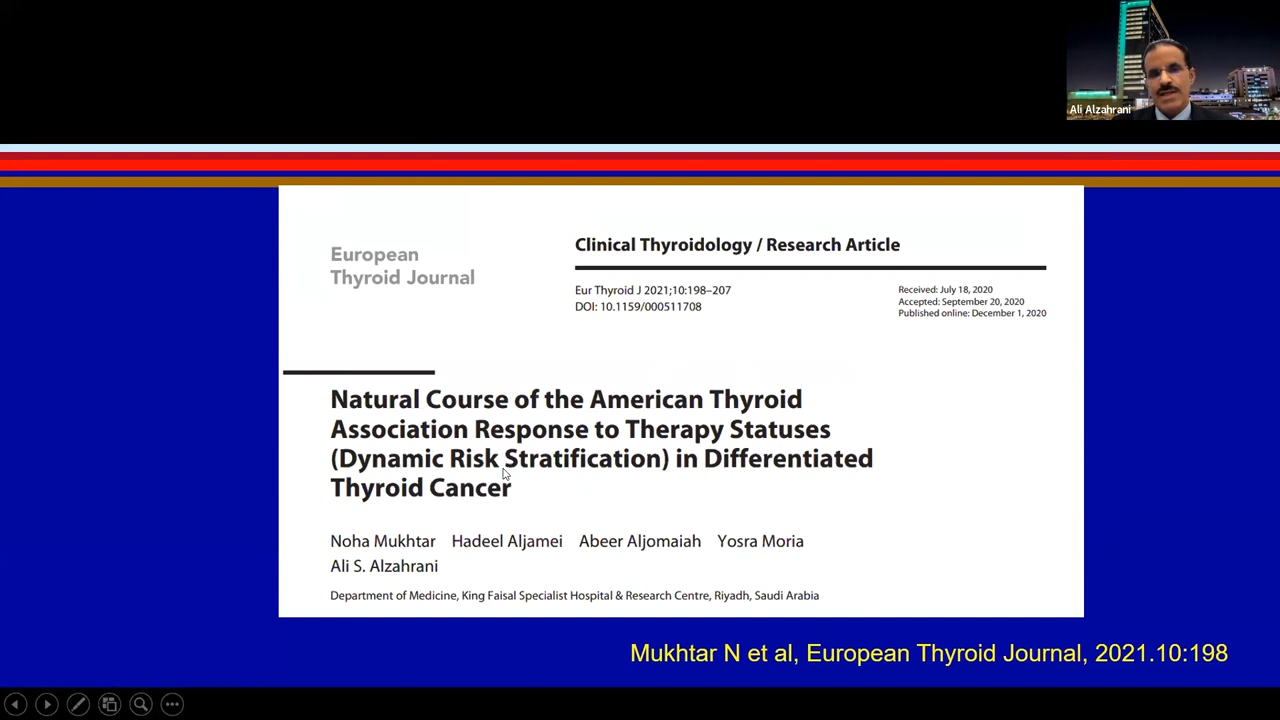 Ali Alzahrani
European
Thyroid Journal
Clinical Thyroidology / Research Article
Eur Thyroid J 2021;10:198–207
DOI: 10.1159/000511708
Received: July 18, 2020
Accepted: September 20, 2020
Published online: December 1, 2020
Natural Course of the American Thyroid
Association Response to Therapy Statuses
(Dynamic Risk Stratification) in Differentiated
Thyroid Cancer
Noha Mukhtar Hadeel Aljamei Abeer Aljomaiah Yosra Moria
Ali S. Alzahrani
Department of Medicine, King Faisal Specialist Hospital & Research Centre, Riyadh, Saudi Arabia
Mukhtar N et al, European Thyroid Journal, 2021.10:198